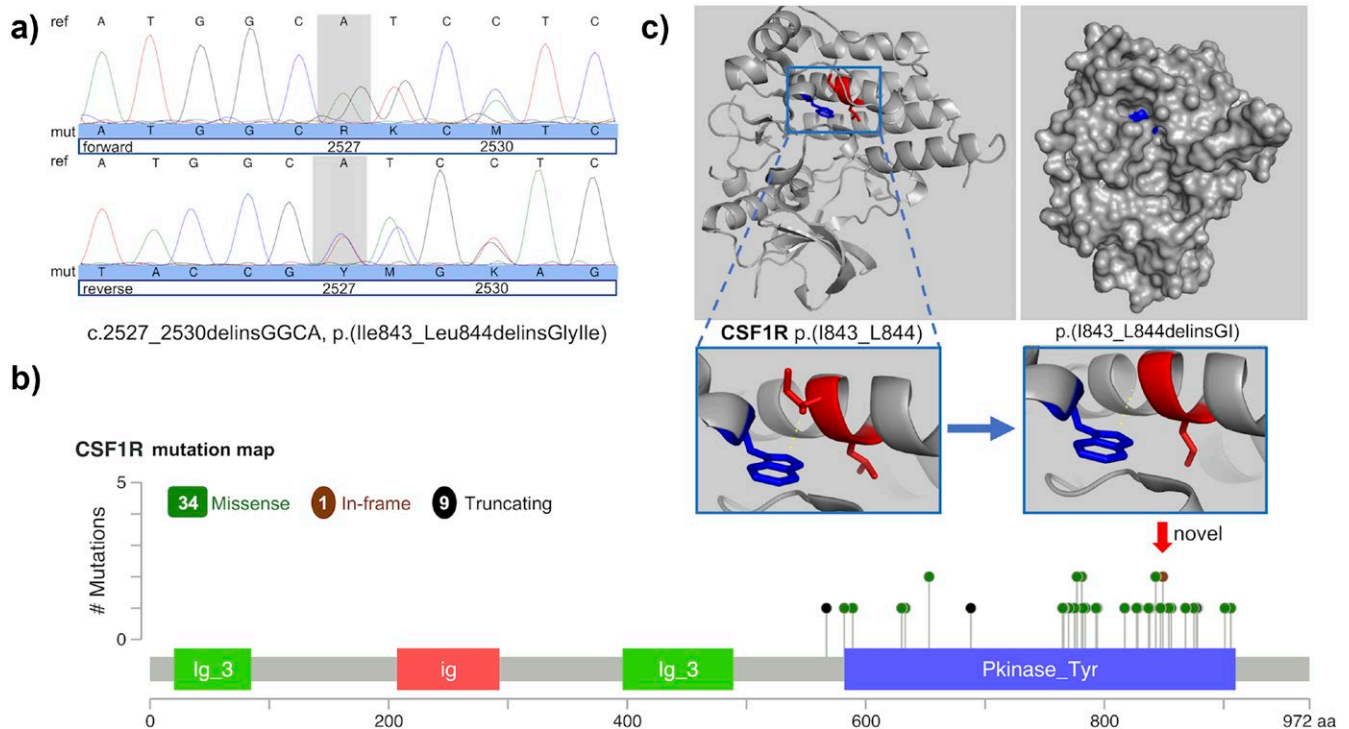 a)
ref A T G G C A T C C T C
mut A T G G C R K C M T C
forward 2527 2530
ref A T G G C A T C C T C
mut T A C C G Y M G K A G
reverse 2527 2530
c.2527_2530delinsGGCA, p.(Ile843_Leu844delinsGlyIle)
b)
CSF1R mutation map
# Mutations
5
0
34 Missense
1 In-frame
9 Truncating
novel
Ig_3
ig
Ig_3
Pkinase_Tyr
0 200 400 600 800 972 aa
c)
CSF1R p.(I843_L844)
p.(I843_L844delinsGI)